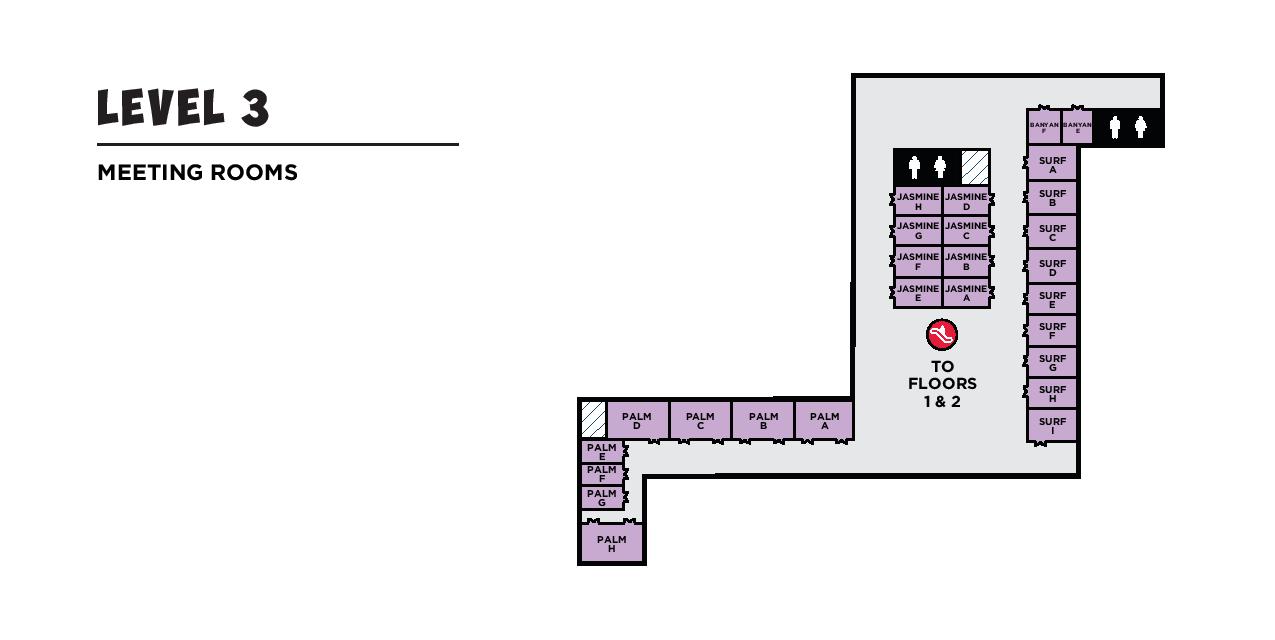 LEVEL 3
MEETING ROOMS
BANYAN
F
BANYAN
E
SURF
A
SURF
B
SURF
C
SURF
D
SURF
E
SURF
F
SURF
G
SURF
H
SURF
I
JASMINE
H
JASMINE
D
JASMINE
G
JASMINE
C
JASMINE
F
JASMINE
B
JASMINE
E
JASMINE
A
TO
FLOORS
1 & 2
PALM
D
PALM
C
PALM
B
PALM
A
PALM
E
PALM
F
PALM
G
PALM
H